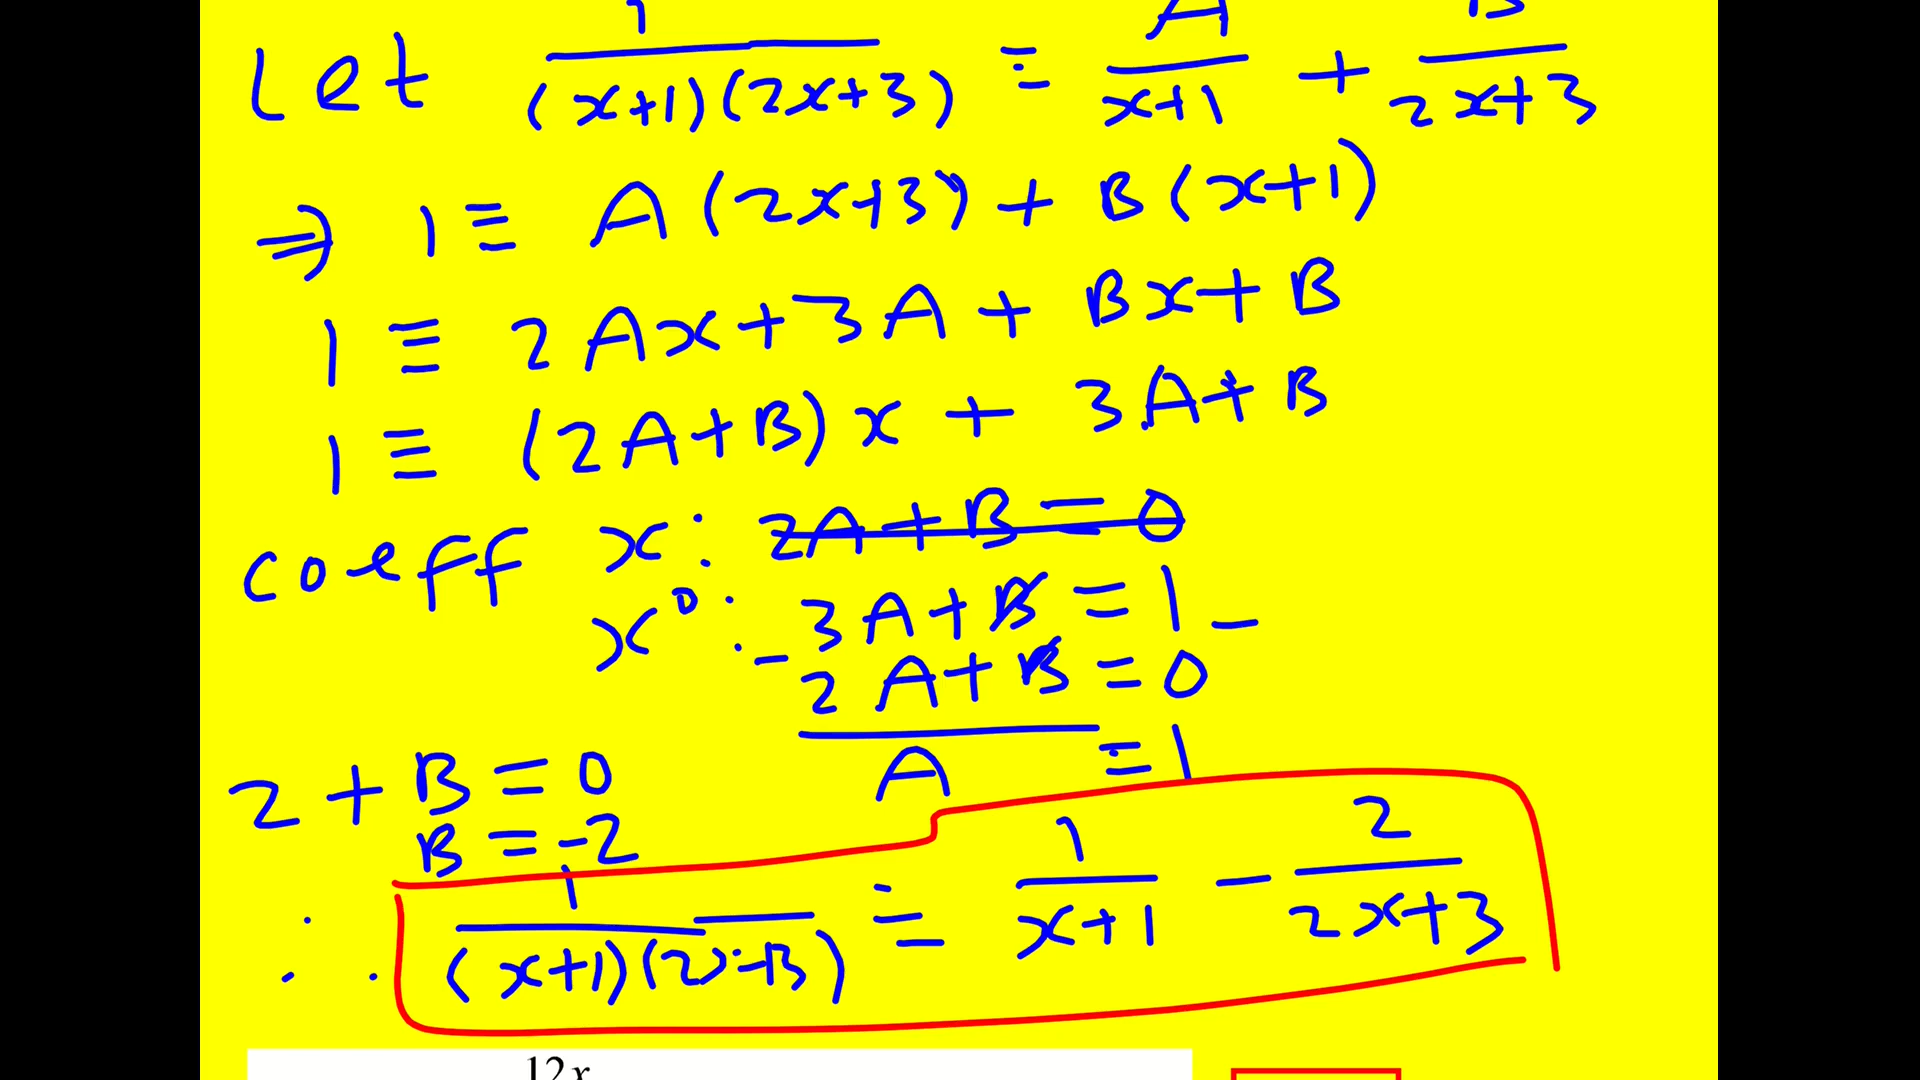 Let 1/((x+1)(2x+3)) ≡ A/(x+1) + B/(2x+3)
⇒ 1 ≡ A(2x+3) + B(x+1)
1 ≡ 2Ax+3A + Bx+B
1 ≡ (2A+B)x + 3A+B
coeff x: 2A+B=0
x⁰: 3A+B=1 –
– 2A+B=0
A = 1
2+B=0
B=-2
∴ 1/((x+1)(2x+3)) ≡ 1/(x+1) – 2/(2x+3)
12x